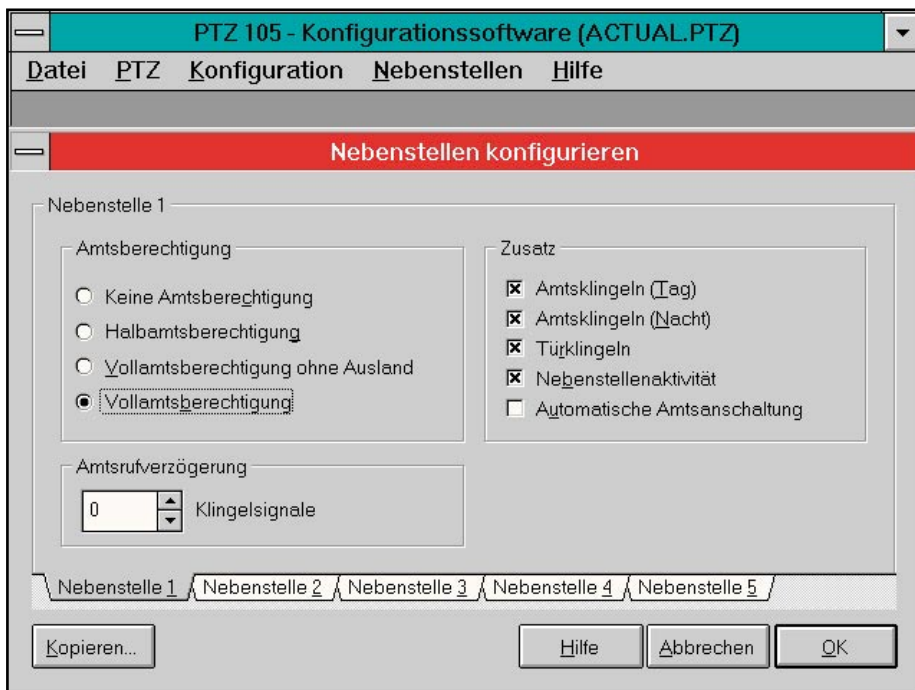 PTZ 105 - Konfigurationssoftware (ACTUAL.PTZ)
Datei PTZ Konfiguration Nebenstellen Hilfe
Nebenstellen konfigurieren
Nebenstelle 1
Amtsberechtigung
Keine Amtsberechtigung
Halbamtsberechtigung
Vollamtsberechtigung ohne Ausland
Vollamtsberechtigung
Zusatz
Amtsklingeln (Tag)
Amtsklingeln (Nacht)
Türklingeln
Nebenstellenaktivität
Automatische Amtsanschaltung
Amtsrufverzögerung
0 Klingelsignale
Nebenstelle 1 Nebenstelle 2 Nebenstelle 3 Nebenstelle 4 Nebenstelle 5
Kopieren... Hilfe Abbrechen OK